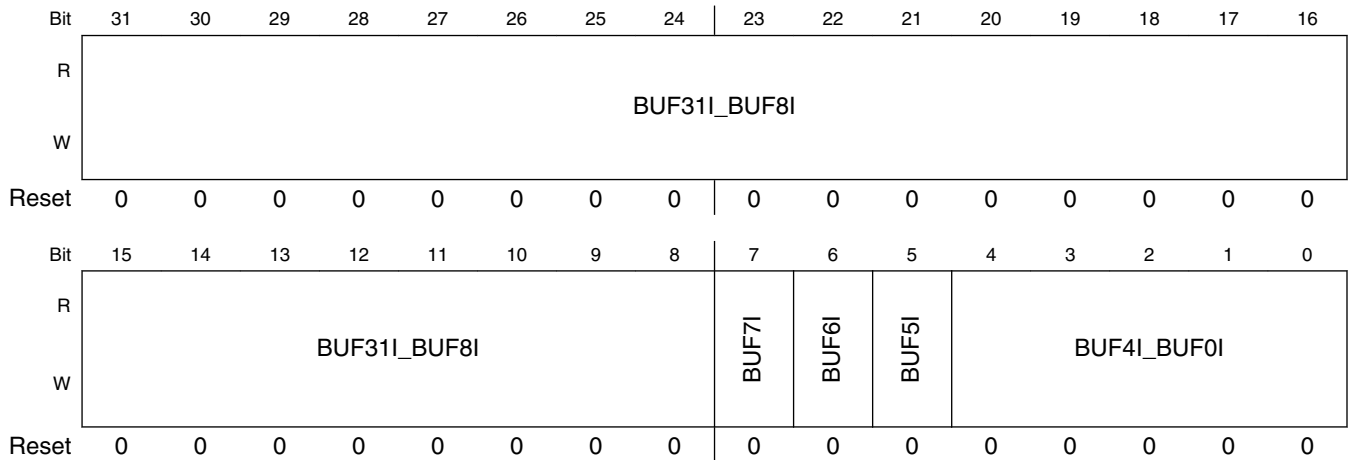 Bit 31 30 29 28 27 26 25 24 23 22 21 20 19 18 17 16
R
BUF31I_BUF8I
W
Reset 0 0 0 0 0 0 0 0 0 0 0 0 0 0 0 0
Bit 15 14 13 12 11 10 9 8 7 6 5 4 3 2 1 0
R
BUF31I_BUF8I BUF7I BUF6I BUF5I BUF4I_BUF0I
W
Reset 0 0 0 0 0 0 0 0 0 0 0 0 0 0 0 0